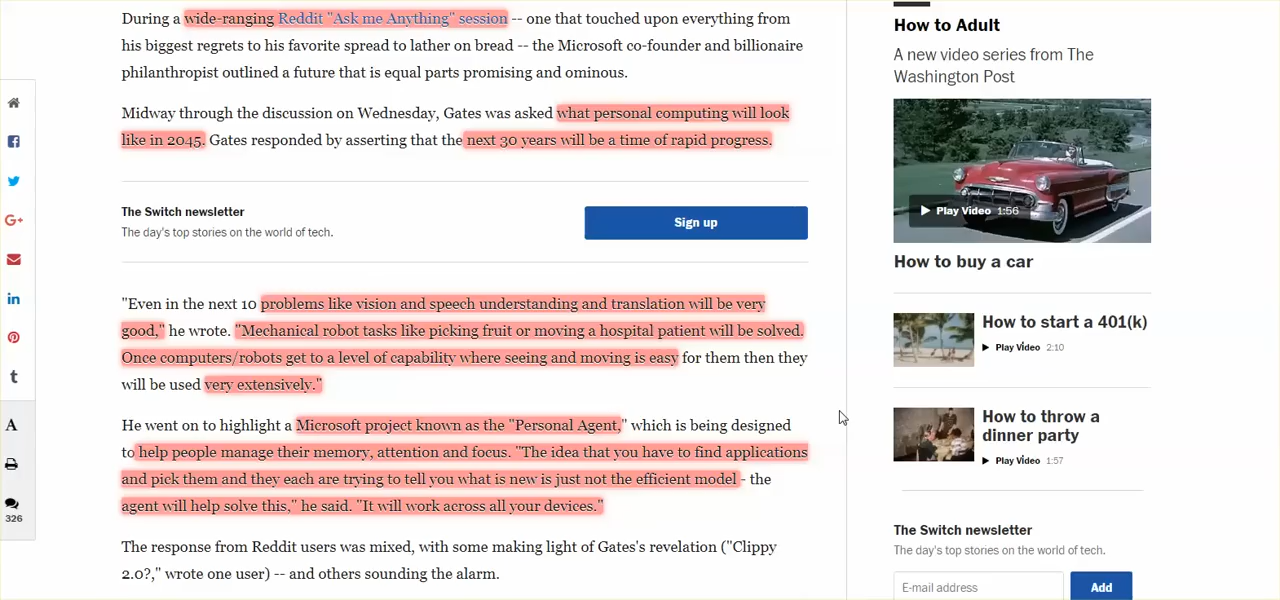 During a wide-ranging Reddit "Ask me Anything" session -- one that touched upon everything from
his biggest regrets to his favorite spread to lather on bread -- the Microsoft co-founder and billionaire
philanthropist outlined a future that is equal parts promising and ominous.
Midway through the discussion on Wednesday, Gates was asked what personal computing will look
like in 2045. Gates responded by asserting that the next 30 years will be a time of rapid progress.
The Switch newsletter
The day's top stories on the world of tech.
Sign up
"Even in the next 10 problems like vision and speech understanding and translation will be very
good," he wrote. "Mechanical robot tasks like picking fruit or moving a hospital patient will be solved.
Once computers/robots get to a level of capability where seeing and moving is easy for them then they
will be used very extensively."
He went on to highlight a Microsoft project known as the "Personal Agent," which is being designed
to help people manage their memory, attention and focus. "The idea that you have to find applications
and pick them and they each are trying to tell you what is new is just not the efficient model - the
agent will help solve this," he said. "It will work across all your devices."
The response from Reddit users was mixed, with some making light of Gates's revelation ("Clippy
2.0?," wrote one user) -- and others sounding the alarm.
G+
in
t
A
326
How to Adult
A new video series from The
Washington Post
Play Video 1:56
How to buy a car
How to start a 401(k)
Play Video 2:10
How to throw a
dinner party
Play Video 1:57
The Switch newsletter
The day's top stories on the world of tech.
E-mail address
Add